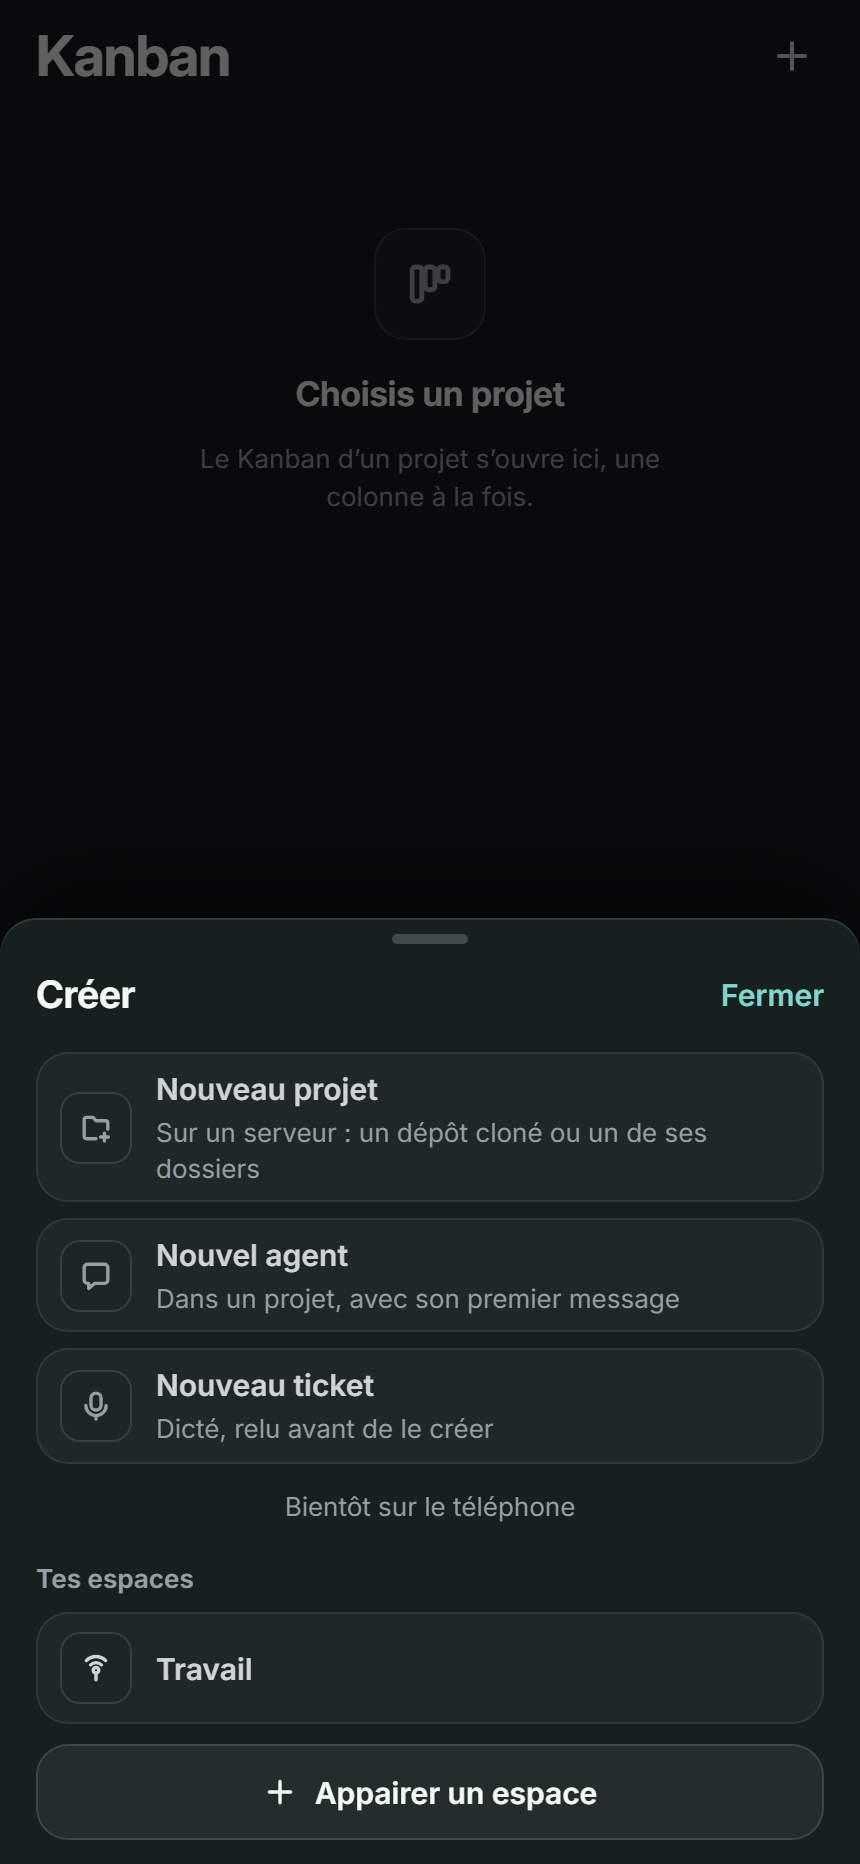 Kanban
Choisis un projet
Le Kanban d’un projet s’ouvre ici, une
colonne à la fois.
Créer
Fermer
Nouveau projet
Sur un serveur : un dépôt cloné ou un de ses
dossiers
Nouvel agent
Dans un projet, avec son premier message
Nouveau ticket
Dicté, relu avant de le créer
Bientôt sur le téléphone
Tes espaces
Travail
Appairer un espace